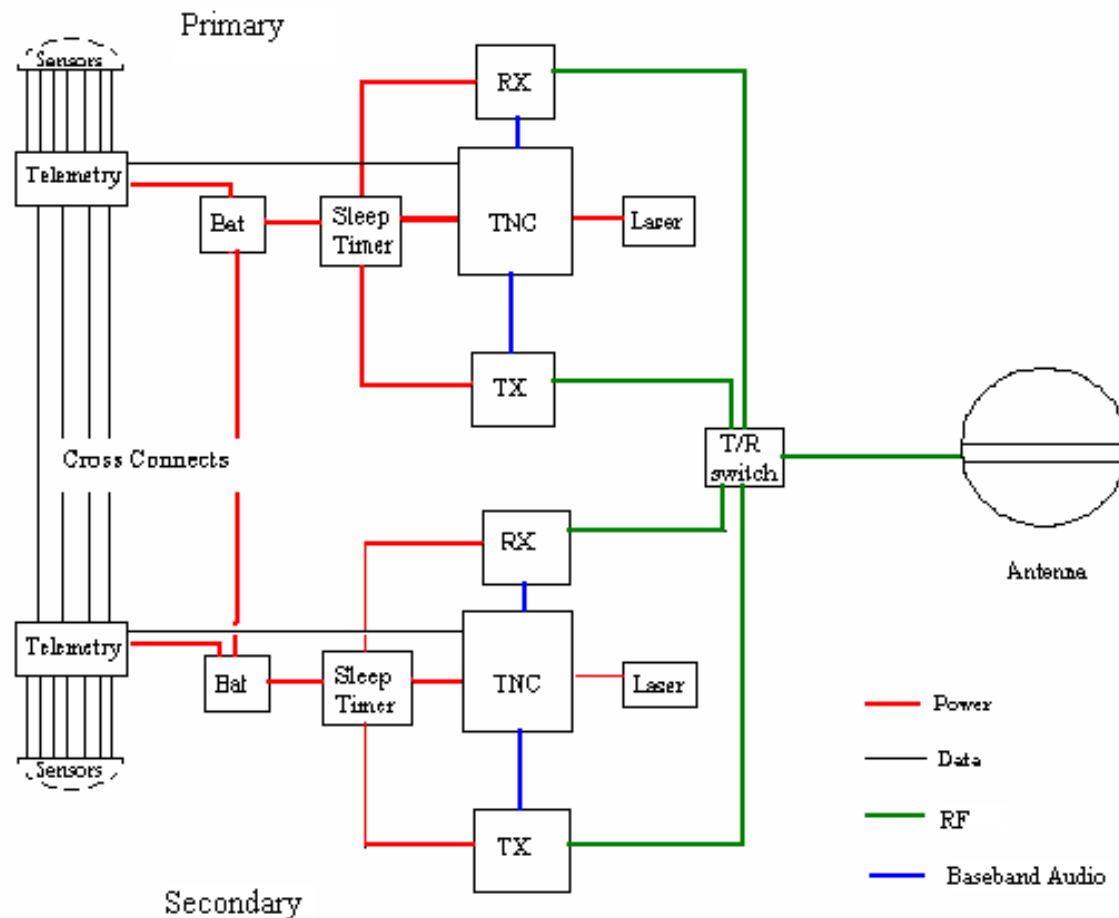 Primary
Sensors
RX
Telemetry
Bat
Sleep
Timer
TNC
Laser
TX
T/R
switch
Cross Connects
Antenna
RX
Telemetry
Bat
Sleep
Timer
TNC
Laser
Sensors
TX
Power
Data
RF
Baseband Audio
Secondary